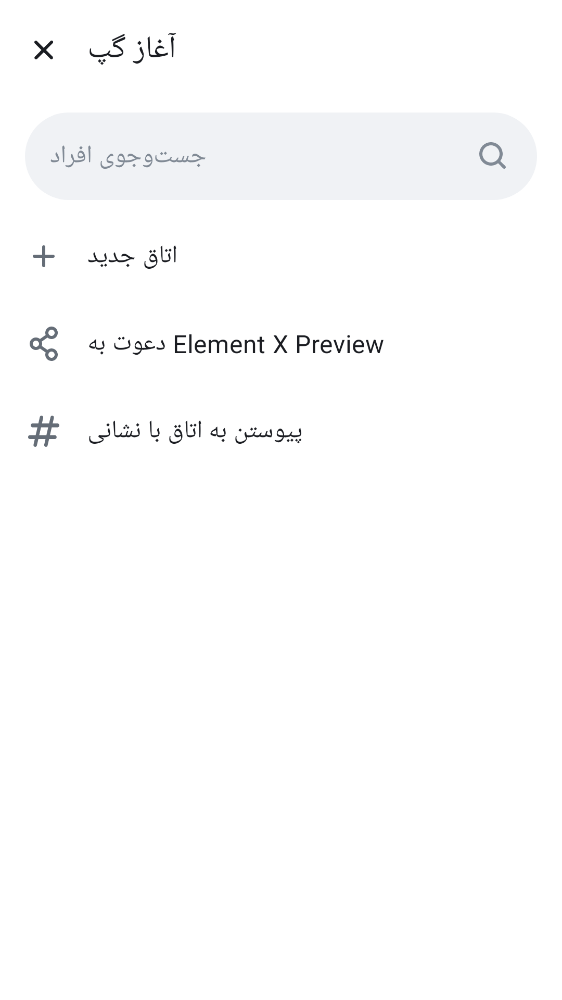 آغاز گپ
جست‌وجوی افراد
اتاق جدید
دعوت به Element X Preview
پیوستن به اتاق با نشانی